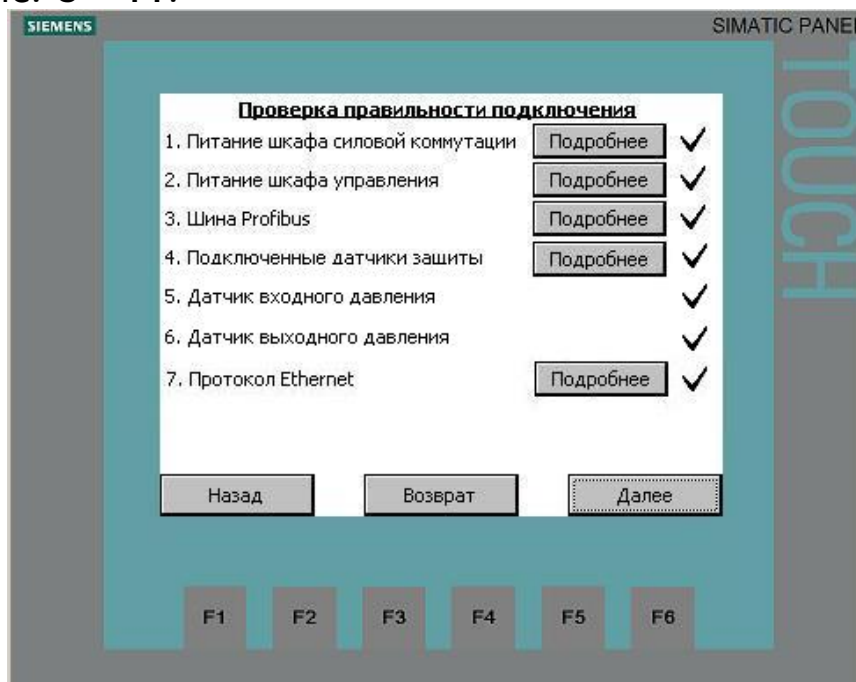 SIEMENS
SIMATIC PANEL
TOUCH
Проверка правильности подключения
1. Питание шкафа силовой коммутации Подробнее ✓
2. Питание шкафа управления Подробнее ✓
3. Шина Profibus Подробнее ✓
4. Подключенные датчики защиты Подробнее ✓
5. Датчик входного давления ✓
6. Датчик выходного давления ✓
7. Протокол Ethernet Подробнее ✓
Назад Возврат Далее
F1 F2 F3 F4 F5 F6